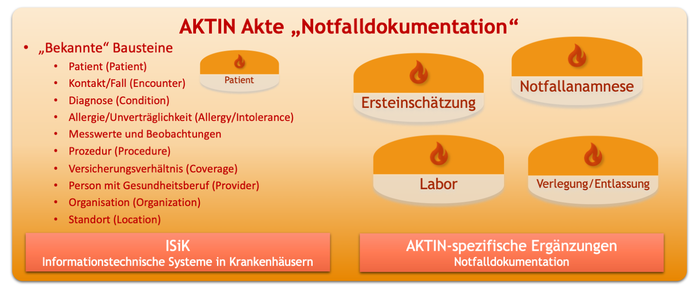 AKTIN Akte „Notfalldokumentation“
• „Bekannte“ Bausteine
• Patient (Patient)
• Kontakt/Fall (Encounter)
• Diagnose (Condition)
• Allergie/Unverträglichkeit (Allergy/Intolerance)
• Messwerte und Beobachtungen
• Prozedur (Procedure)
• Versicherungsverhältnis (Coverage)
• Person mit Gesundheitsberuf (Provider)
• Organisation (Organization)
• Standort (Location)
Patient
Ersteinschätzung
Notfallanamnese
Labor
Verlegung/Entlassung
ISiK
Informationstechnische Systeme in Krankenhäusern
AKTIN-spezifische Ergänzungen
Notfalldokumentation